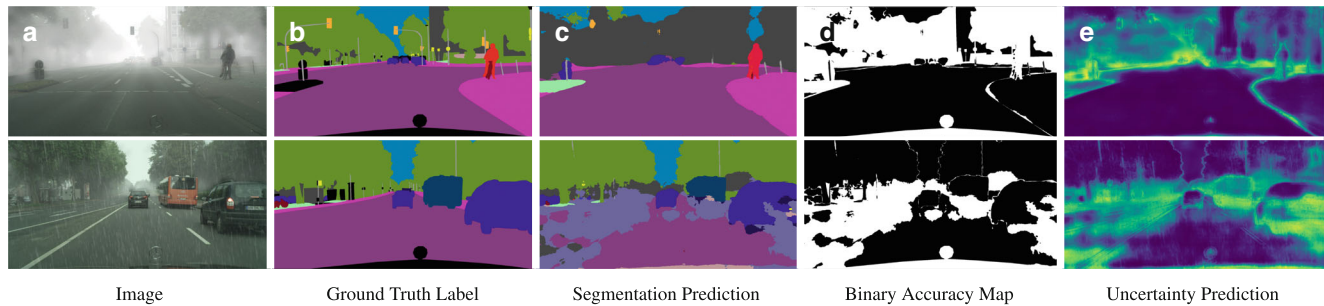 a b c d e
Image Ground Truth Label Segmentation Prediction Binary Accuracy Map Uncertainty Prediction